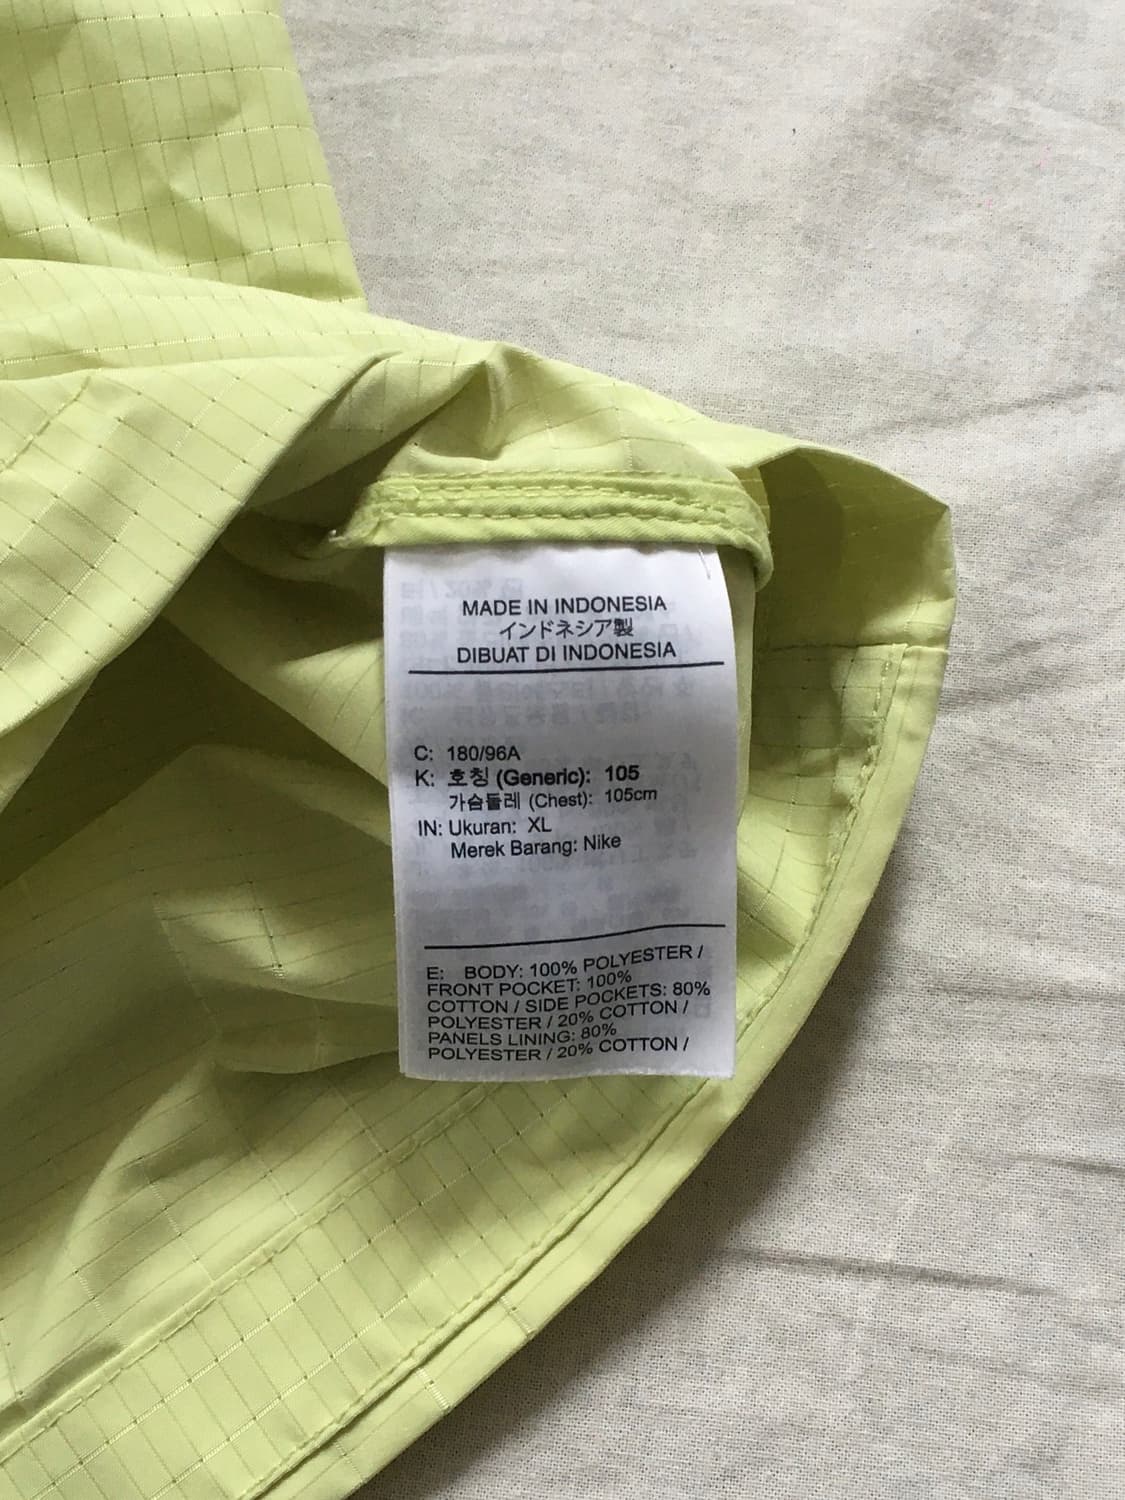 MADE IN INDONESIA
インドネシア製
DIBUAT DI INDONESIA
C: 180/96A
K: 호칭 (Generic): 105
가슴둘레 (Chest): 105cm
IN: Ukuran: XL
Merek Barang: Nike
E: BODY: 100% POLYESTER /
FRONT POCKET: 100%
COTTON / SIDE POCKETS: 80%
POLYESTER / 20% COTTON /
PANELS LINING: 80%
POLYESTER / 20% COTTON /